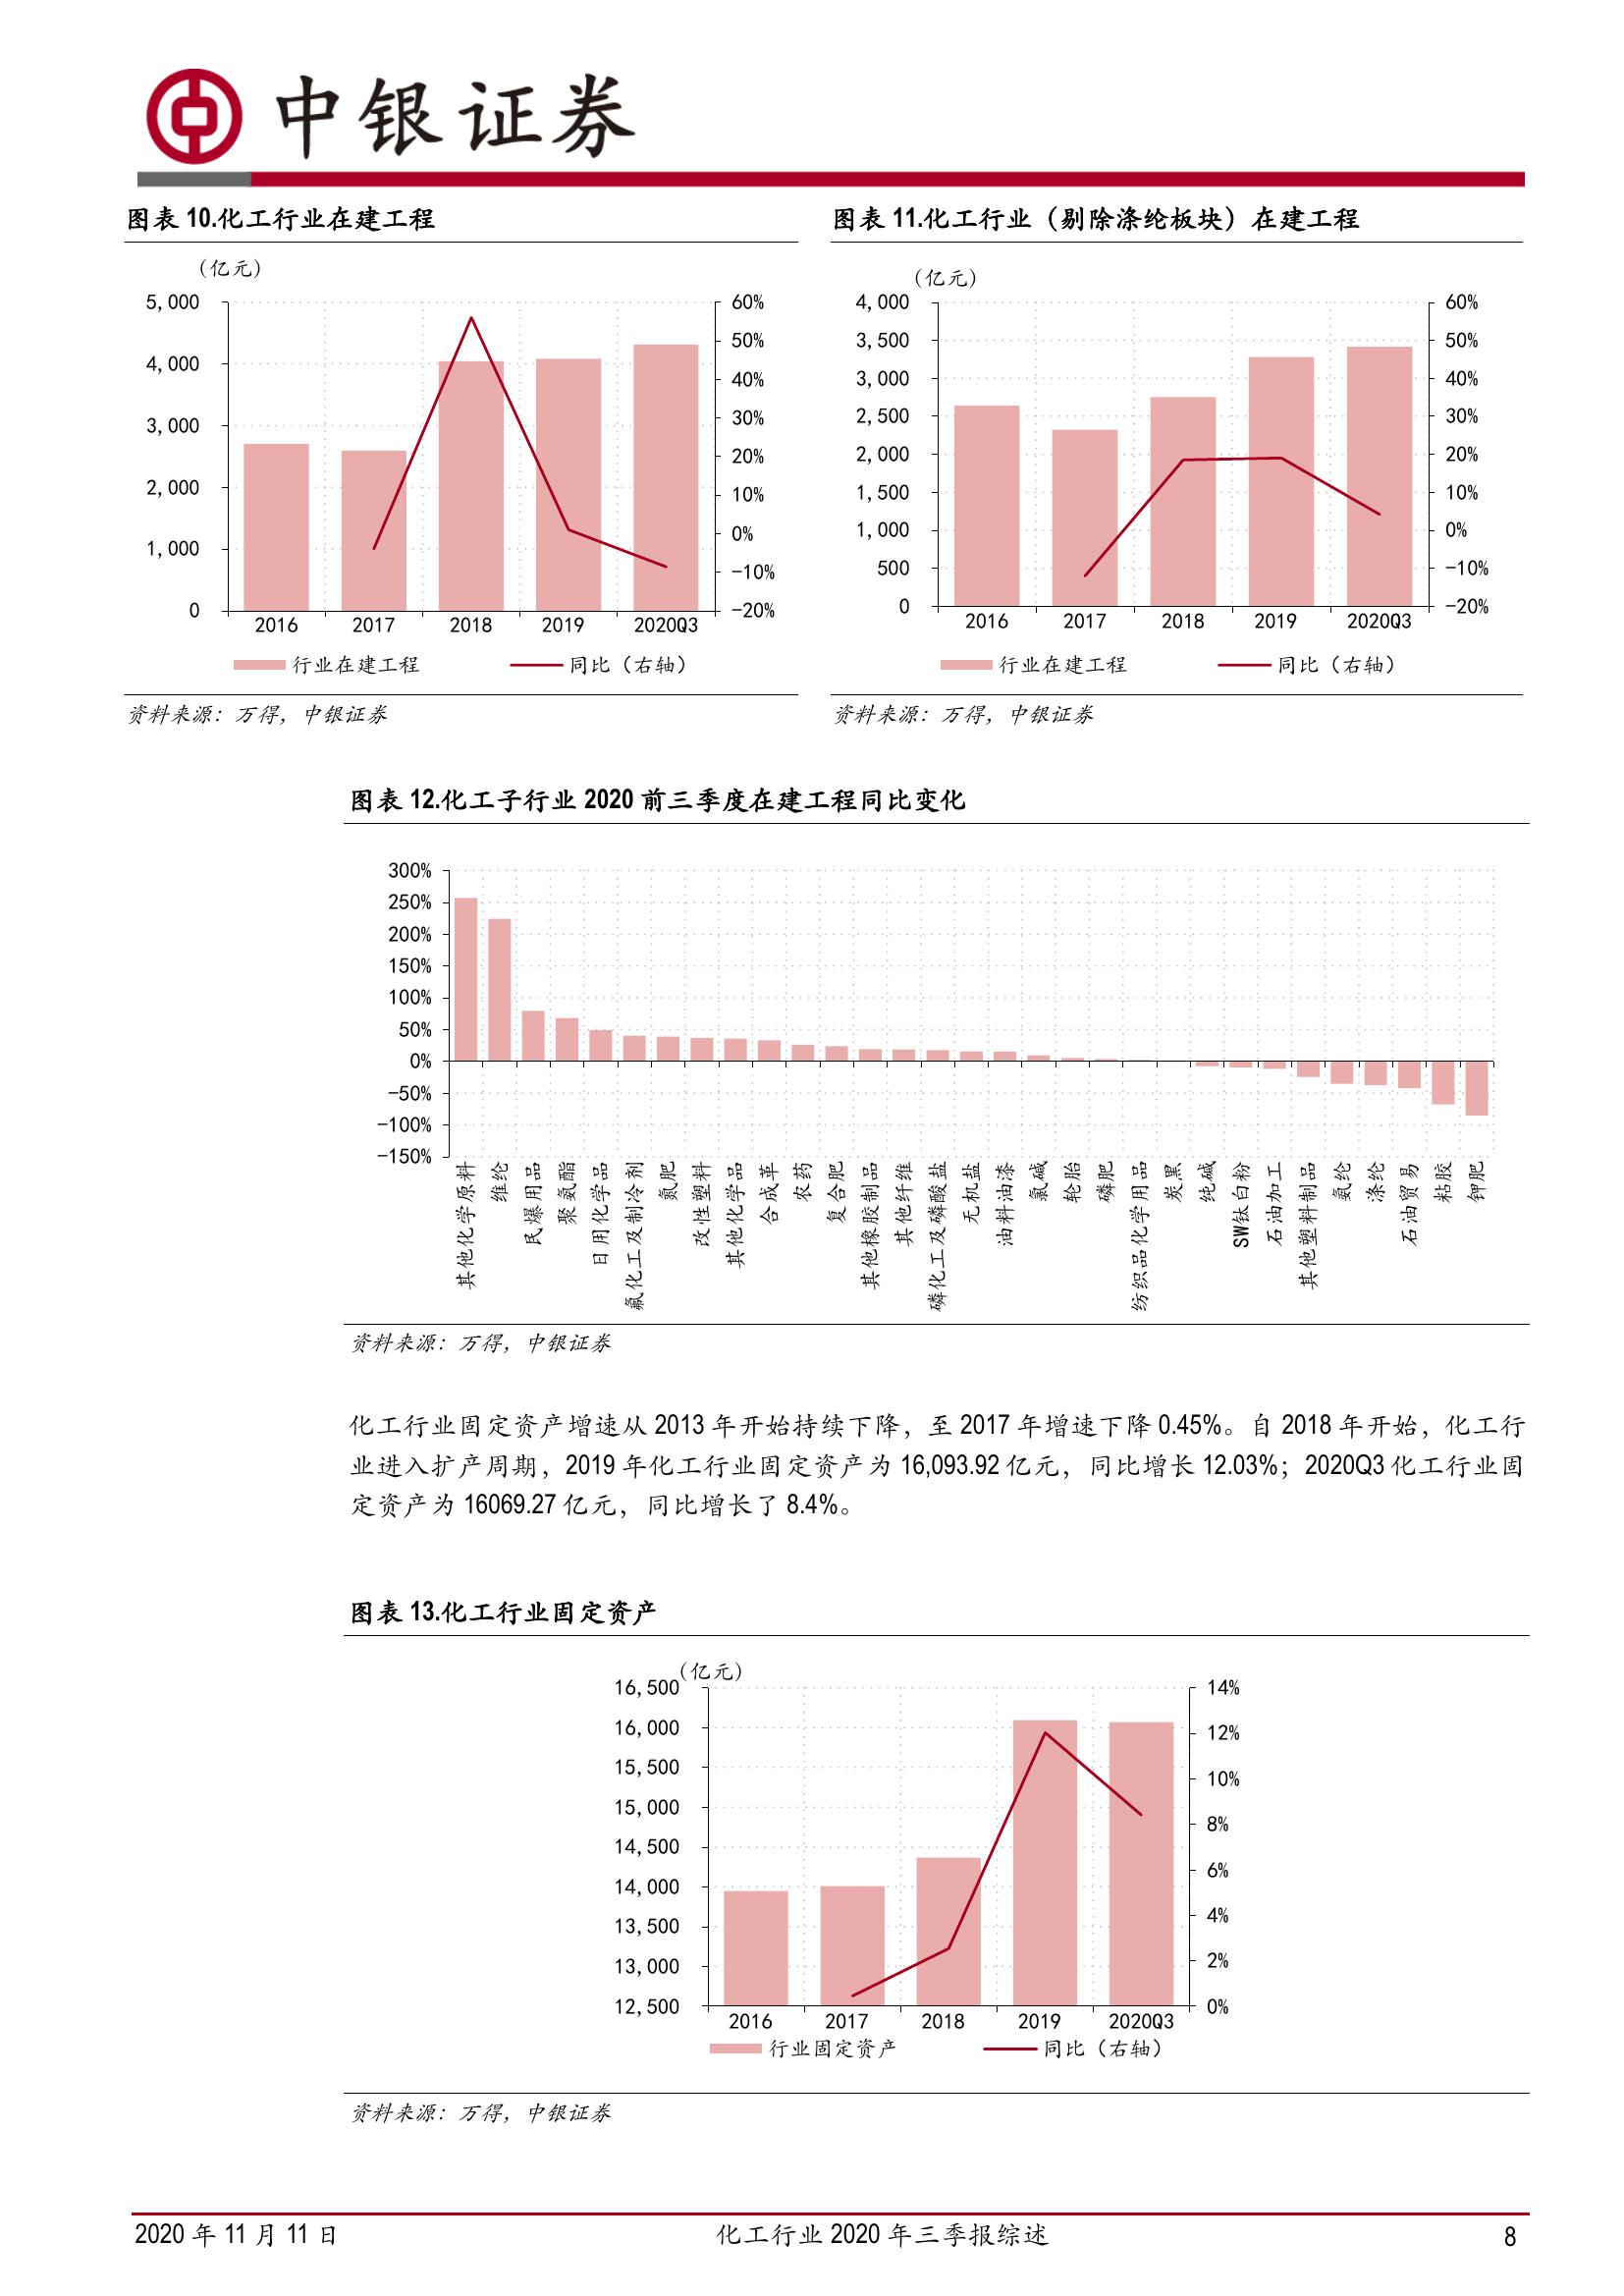 中银证券
图表 10.化工行业在建工程
(亿元)
5,000
4,000
3,000
2,000
1,000
0
60%
50%
40%
30%
20%
10%
0%
-10%
-20%
2016 2017 2018 2019 2020Q3
行业在建工程 同比（右轴）
资料来源：万得，中银证券
图表 11.化工行业（剔除涤纶板块）在建工程
(亿元)
4,000
3,500
3,000
2,500
2,000
1,500
1,000
500
0
60%
50%
40%
30%
20%
10%
0%
-10%
-20%
2016 2017 2018 2019 2020Q3
行业在建工程 同比（右轴）
资料来源：万得，中银证券
图表 12.化工子行业 2020 前三季度在建工程同比变化
300%
250%
200%
150%
100%
50%
0%
-50%
-100%
-150%
其他化学原料
维纶
民爆用品
聚氨酯
日用化学品
氟化工及制冷剂
氮肥
改性塑料
其他化学品
合成革
农药
复合肥
其他橡胶制品
其他纤维
磷化工及磷酸盐
无机盐
油料油漆
氯碱
轮胎
磷肥
纺织品化学用品
炭黑
纯碱
SW钛白粉
石油加工
其他塑料制品
氨纶
涤纶
石油贸易
粘胶
钾肥
资料来源：万得，中银证券
化工行业固定资产增速从 2013 年开始持续下降，至 2017 年增速下降 0.45%。自 2018 年开始，化工行
业进入扩产周期，2019 年化工行业固定资产为 16,093.92 亿元，同比增长 12.03%；2020Q3 化工行业固
定资产为 16069.27 亿元，同比增长了 8.4%。
图表 13.化工行业固定资产
(亿元)
16,500
16,000
15,500
15,000
14,500
14,000
13,500
13,000
12,500
14%
12%
10%
8%
6%
4%
2%
0%
2016 2017 2018 2019 2020Q3
行业固定资产 同比（右轴）
资料来源：万得，中银证券
2020 年 11 月 11 日 化工行业 2020 年三季报综述 8